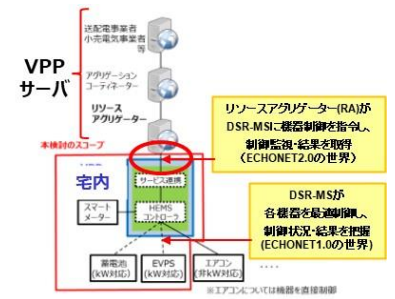 送配電事業者
小売電気事業者
等
VPP
サーバ
アグリゲーション
コーディネーター
リソース
アグリゲーター
本検討のスコープ
宅内
サービス連携
スマート
メーター
HEMS
コントローラ
蓄電池
(kW対応)
EVPS
(kW対応)
エアコン
(非kW対応)
‥‥
※エアコンについては機器を直接制御
リソースアグリゲーター(RA)が
DSR-MSに機器制御を指令し、
制御監視・結果を取得
(ECHONET2.0の世界)
DSR-MSが
各機器を最適制御し、
制御状況・結果を把握
(ECHONET1.0の世界)